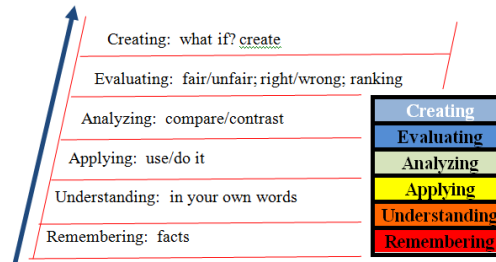 Creating: what if? create
Evaluating: fair/unfair; right/wrong; ranking
Analyzing: compare/contrast
Applying: use/do it
Understanding: in your own words
Remembering: facts
Creating
Evaluating
Analyzing
Applying
Understanding
Remembering